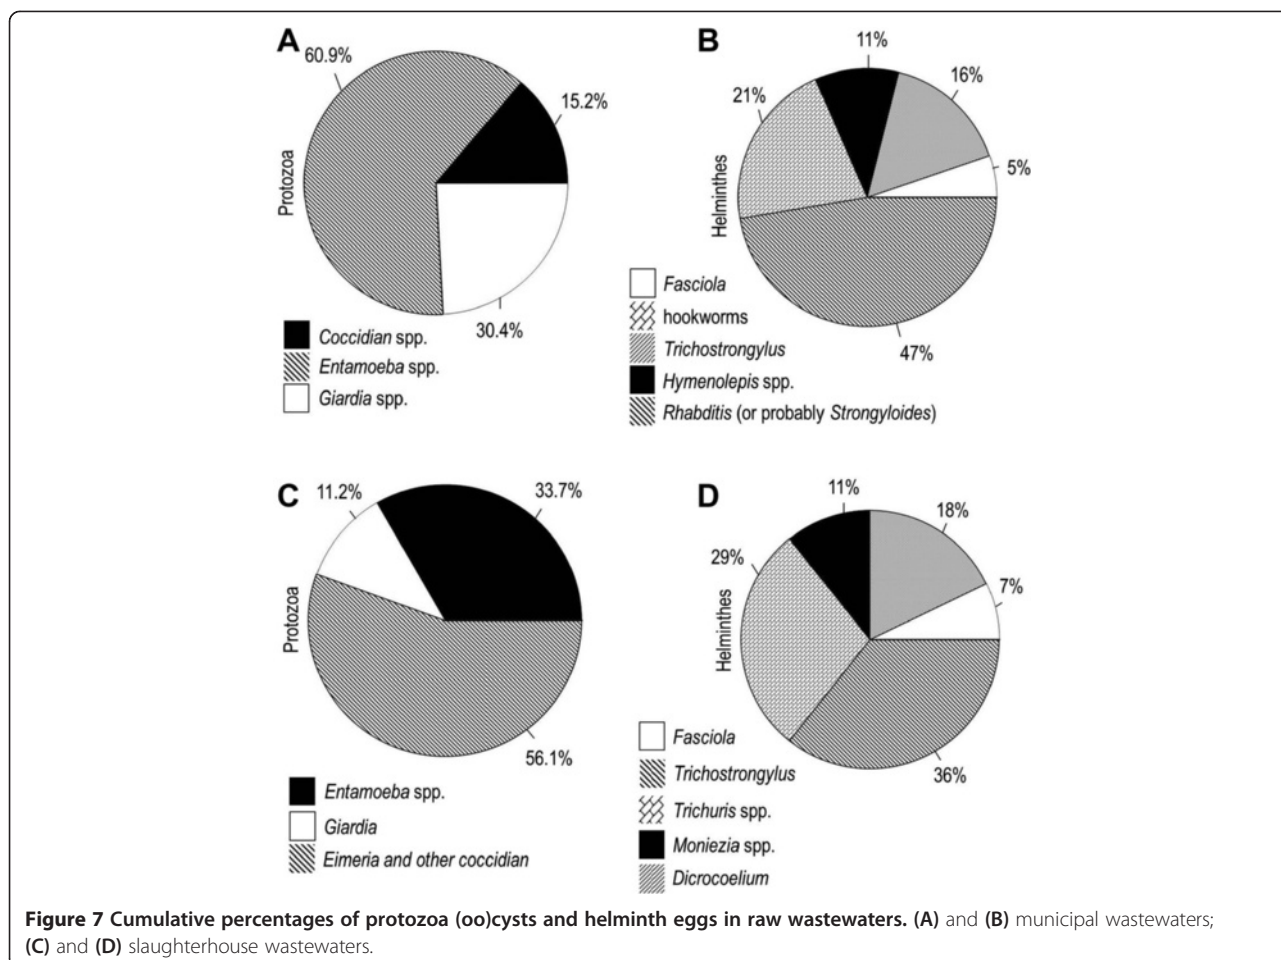 A
60.9%
15.2%
Protozoa
30.4%
Coccidian spp.
Entamoeba spp.
Giardia spp.
B
11%
16%
21%
5%
Helminthes
47%
Fasciola
hookworms
Trichostrongylus
Hymenolepis spp.
Rhabditis (or probably Strongyloides)
C
11.2%
33.7%
Protozoa
56.1%
Entamoeba spp.
Giardia
Eimeria and other coccidian
D
11%
18%
29%
7%
Helminthes
36%
Fasciola
Trichostrongylus
Trichuris spp.
Moniezia spp.
Dicrocoelium
Figure 7 Cumulative percentages of protozoa (oo)cysts and helminth eggs in raw wastewaters. (A) and (B) municipal wastewaters;
(C) and (D) slaughterhouse wastewaters.